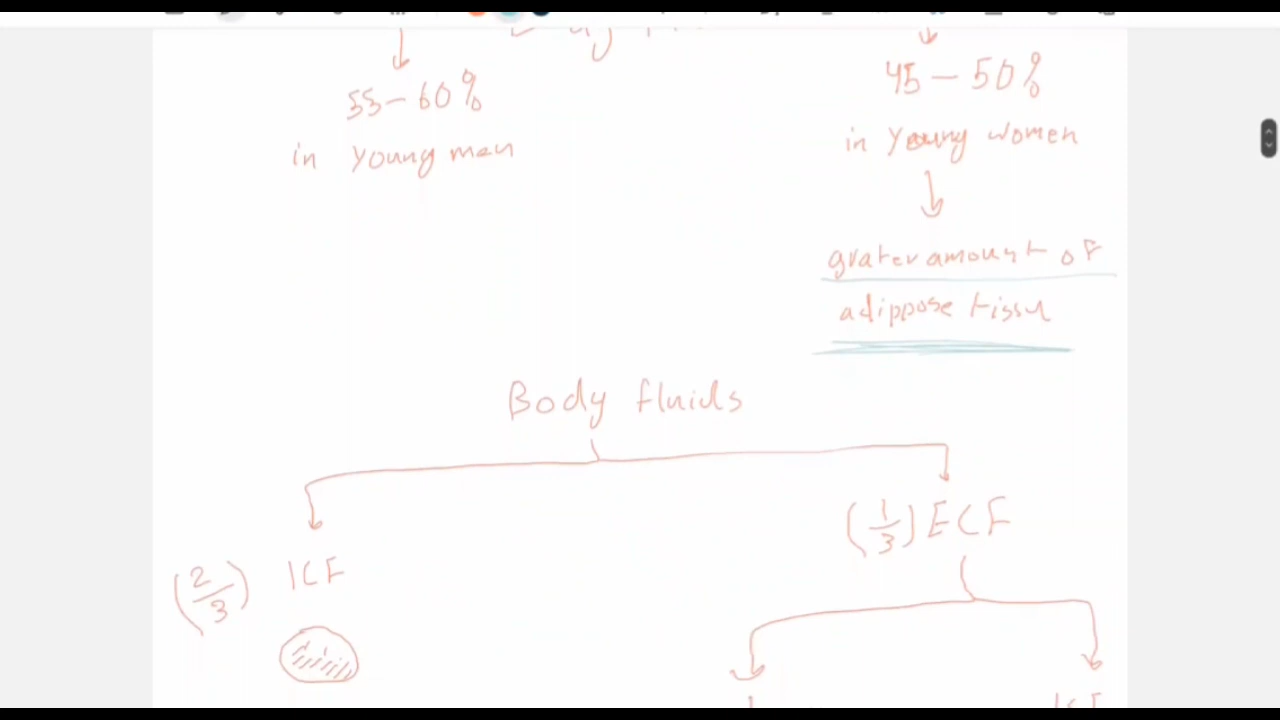 55-60%
in young men
45-50%
in young women
grater amount of
adippose tissu
Body fluids
(1/3) ECF
(2/3) ICF